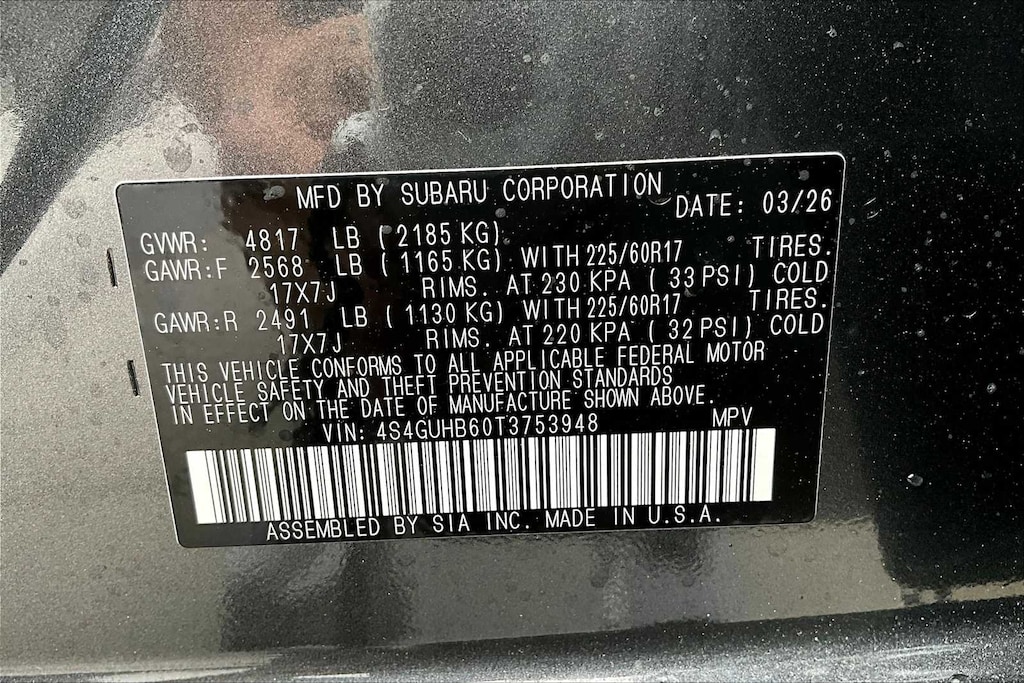 MFD BY SUBARU CORPORATION DATE: 03/26
GVWR: 4817 LB (2185 KG)
GAWR:F 2568 LB (1165 KG) WITH 225/60R17 TIRES.
17X7J RIMS. AT 230 KPA (33 PSI) COLD
GAWR:R 2491 LB (1130 KG) WITH 225/60R17 TIRES.
17X7J RIMS. AT 220 KPA (32 PSI) COLD
THIS VEHICLE CONFORMS TO ALL APPLICABLE FEDERAL MOTOR
VEHICLE SAFETY AND THEFT PREVENTION STANDARDS
IN EFFECT ON THE DATE OF MANUFACTURE SHOWN ABOVE.
VIN: 4S4GUHB60T3753948 MPV
ASSEMBLED BY SIA INC. MADE IN U.S.A.